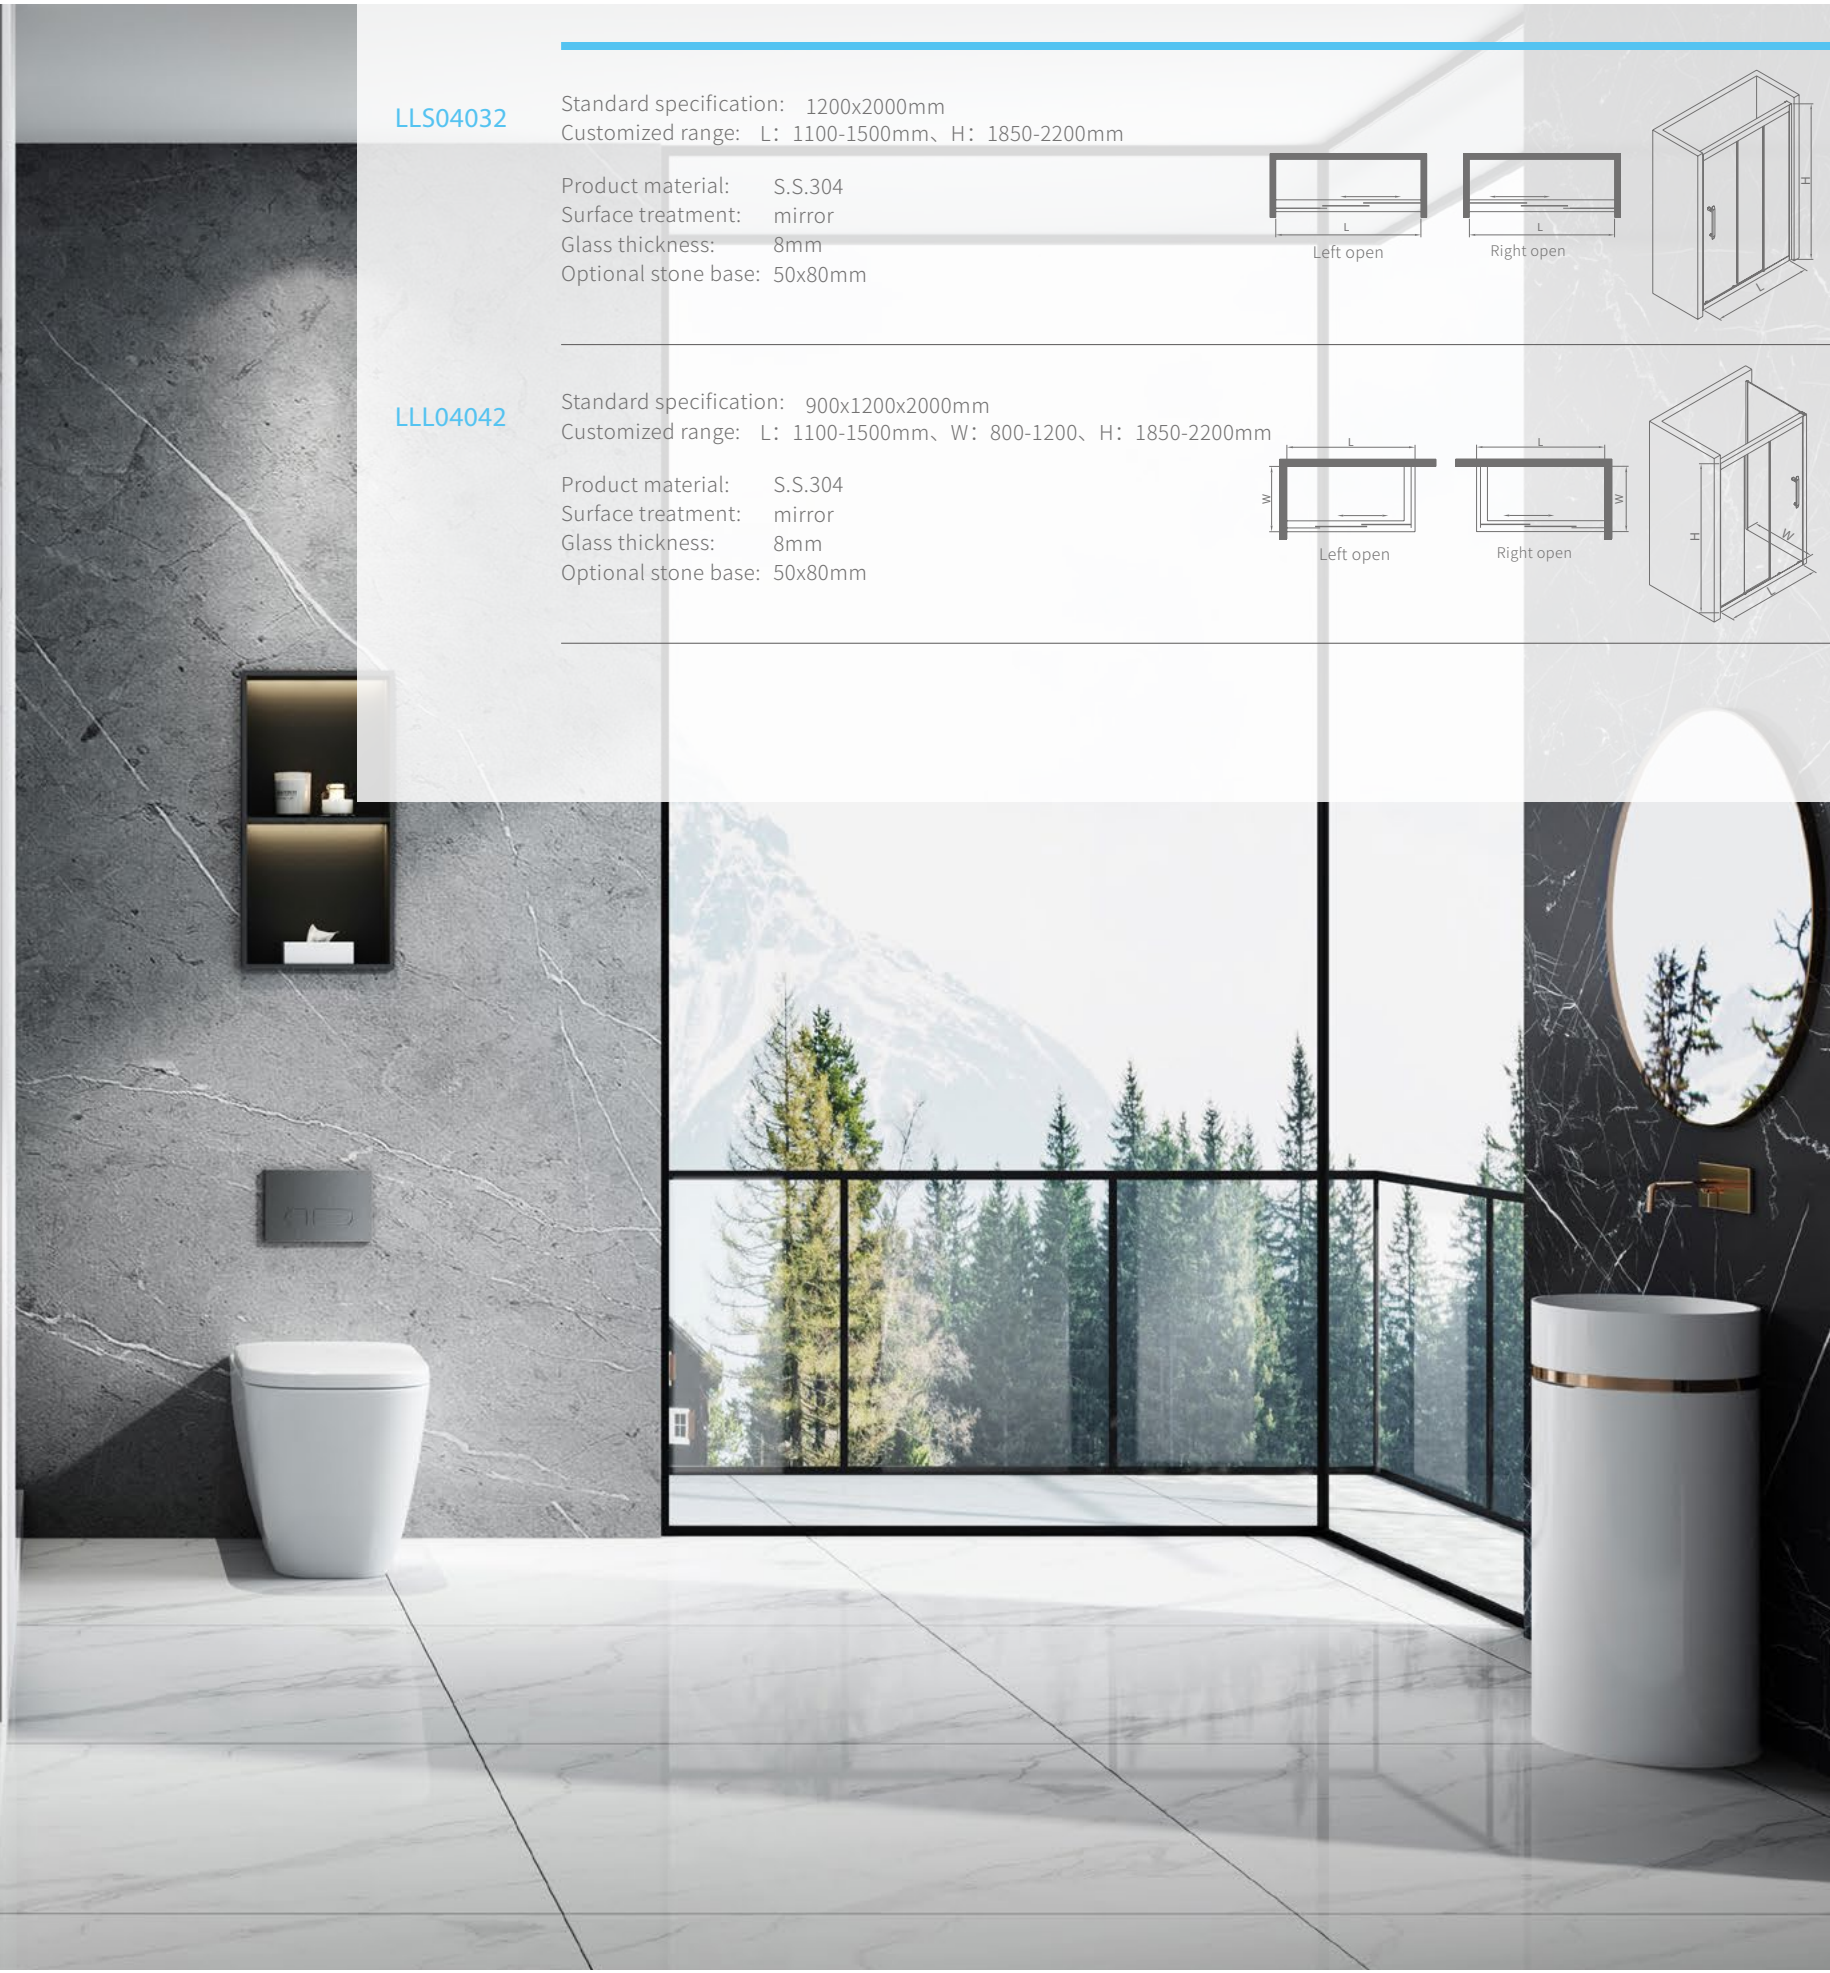 LLS04032
Standard specification: 1200x2000mm
Customized range: L：1100-1500mm、H：1850-2200mm
Product material: S.S.304
Surface treatment: mirror
Glass thickness: 8mm
Optional stone base: 50x80mm
L
Left open
L
Right open
H
L
LLL04042
Standard specification: 900x1200x2000mm
Customized range: L：1100-1500mm、W：800-1200、H：1850-2200mm
Product material: S.S.304
Surface treatment: mirror
Glass thickness: 8mm
Optional stone base: 50x80mm
L
W
Left open
L
W
Right open
H
W
L